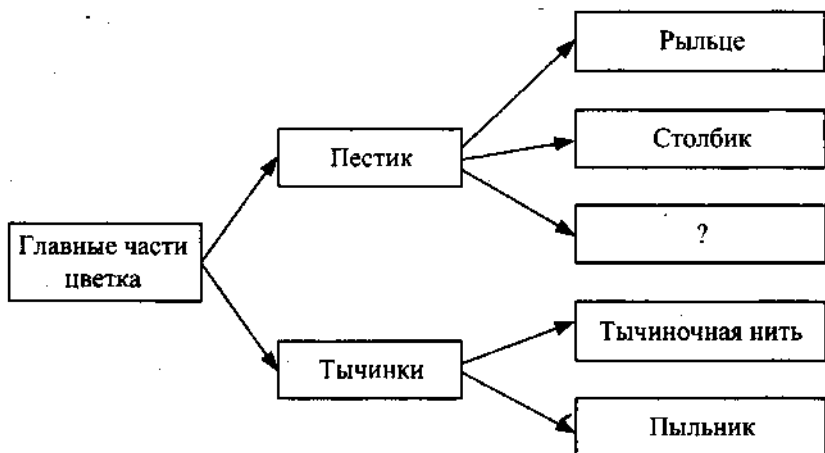 Рыльце
Столбик
Пестик
?
Главные части
цветка
Тычиночная нить
Тычинки
Пыльник